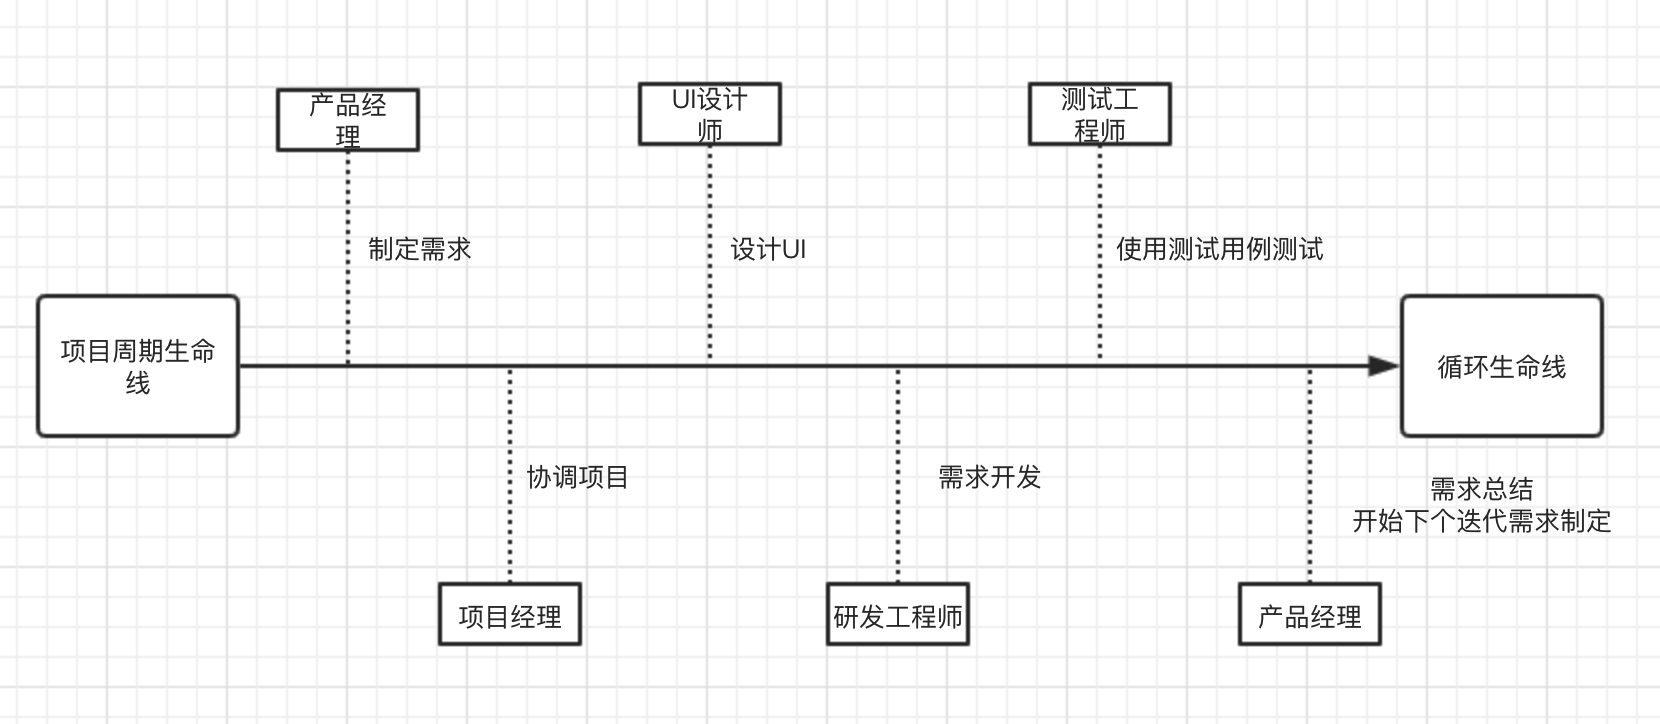 产品经
理
UI设计
师
测试工
程师
制定需求
设计UI
使用测试用例测试
项目周期生命
线
循环生命线
协调项目
需求开发
需求总结
开始下个迭代需求制定
项目经理
研发工程师
产品经理